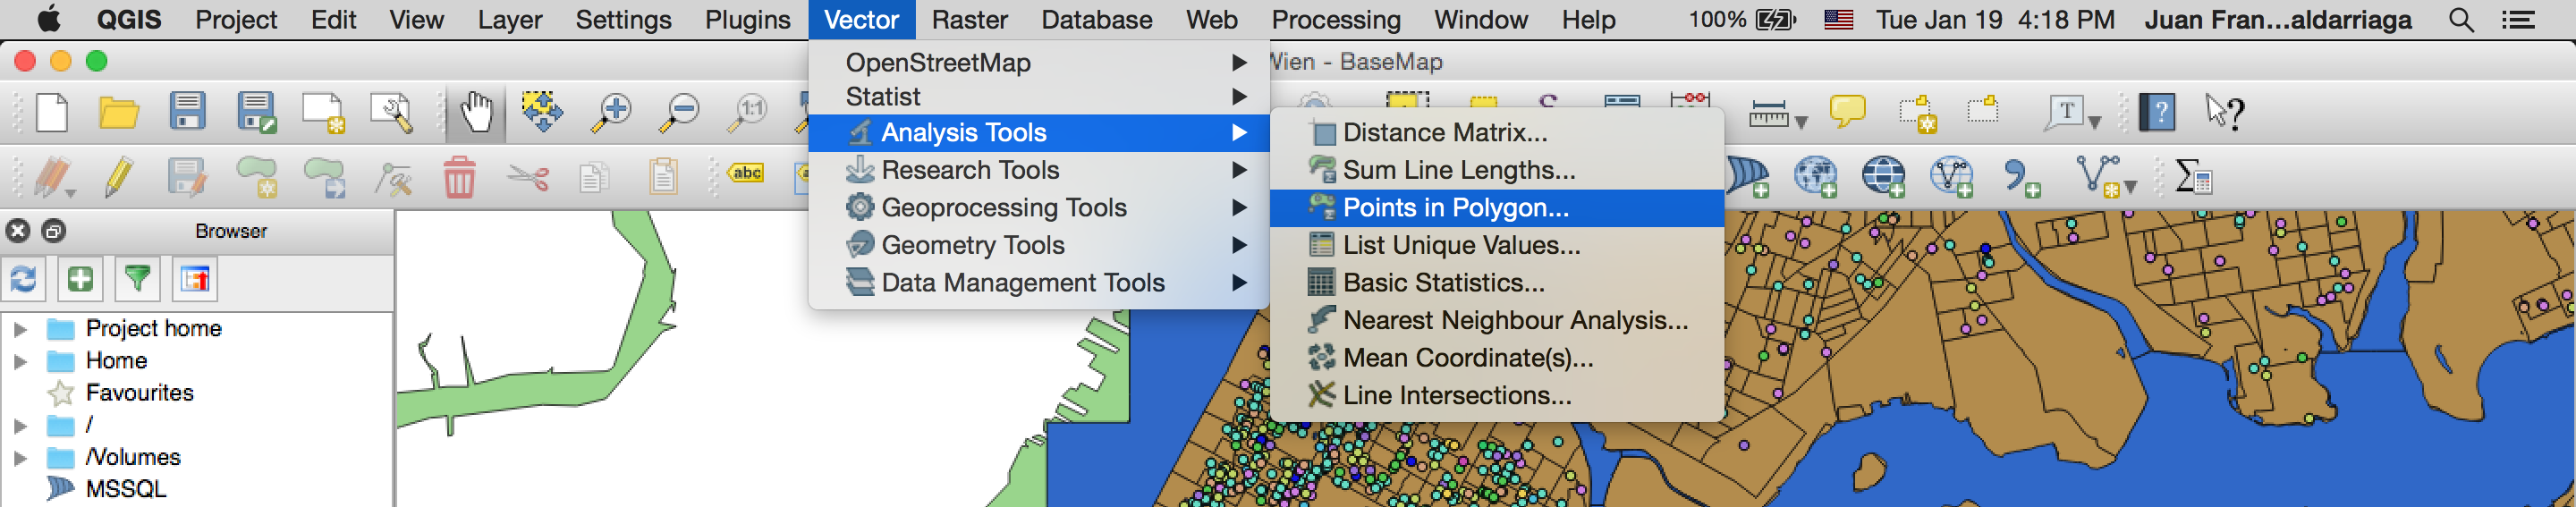 QGIS Project Edit View Layer Settings Plugins Vector Raster Database Web Processing Window Help 100% Tue Jan 19 4:18 PM Juan Fran...aldarriaga
Wien - BaseMap
OpenStreetMap
Statist
Analysis Tools
Research Tools
Geoprocessing Tools
Geometry Tools
Data Management Tools
Distance Matrix...
Sum Line Lengths...
Points in Polygon...
List Unique Values...
Basic Statistics...
Nearest Neighbour Analysis...
Mean Coordinate(s)...
Line Intersections...
1:1
T
?
?
abc
Σ
Browser
Project home
Home
Favourites
/
/Volumes
MSSQL